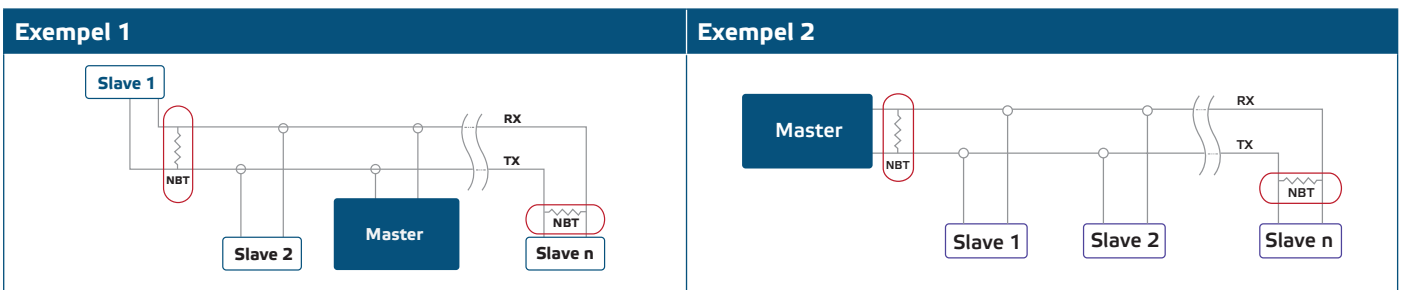 Exempel 1
Slave 1
RX
TX
NBT
NBT
Master
Slave 2
Slave n
Exempel 2
RX
Master
TX
NBT
NBT
Slave 1
Slave 2
Slave n